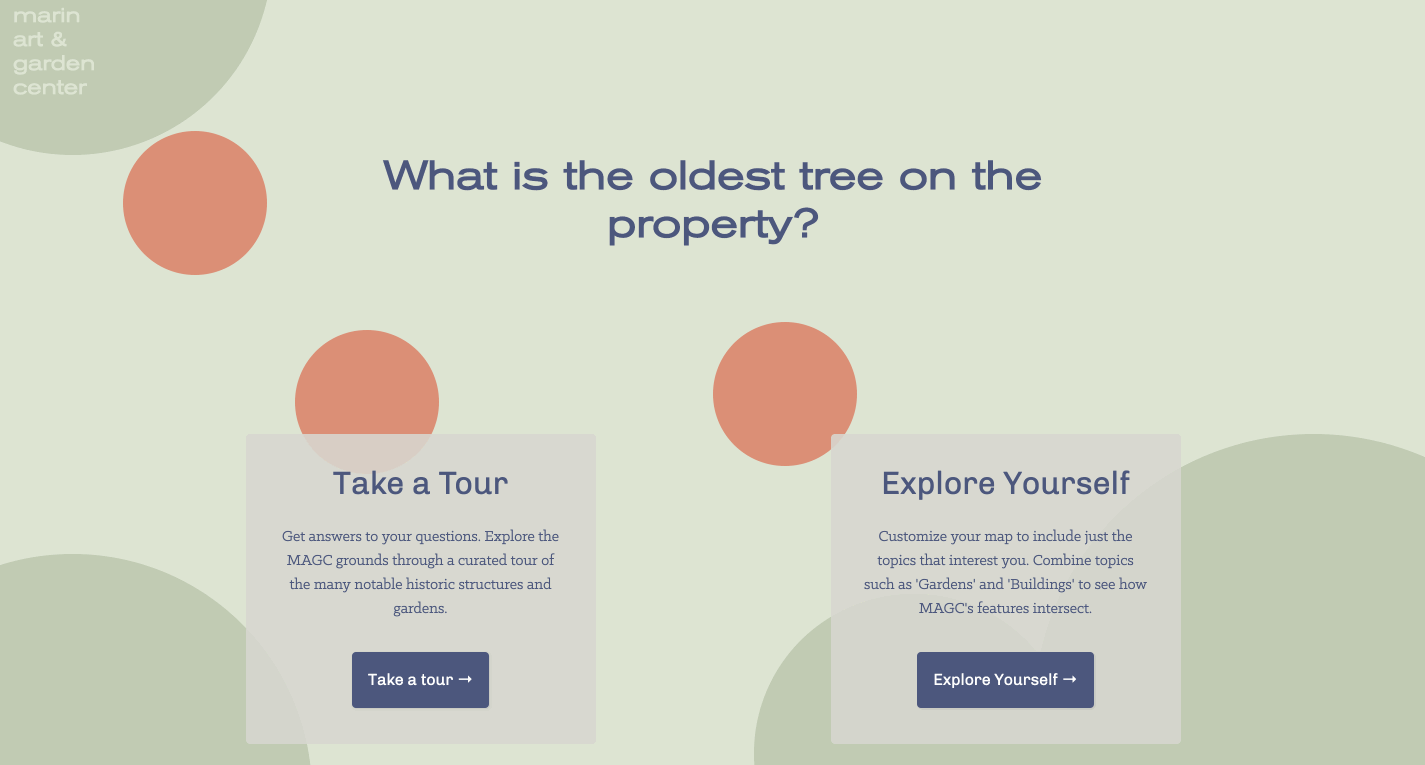 marin
art &
garden
center
What is the oldest tree on the
property?
Take a Tour
Get answers to your questions. Explore the
MAGC grounds through a curated tour of
the many notable historic structures and
gardens.
Take a tour →
Explore Yourself
Customize your map to include just the
topics that interest you. Combine topics
such as 'Gardens' and 'Buildings' to see how
MAGC's features intersect.
Explore Yourself →